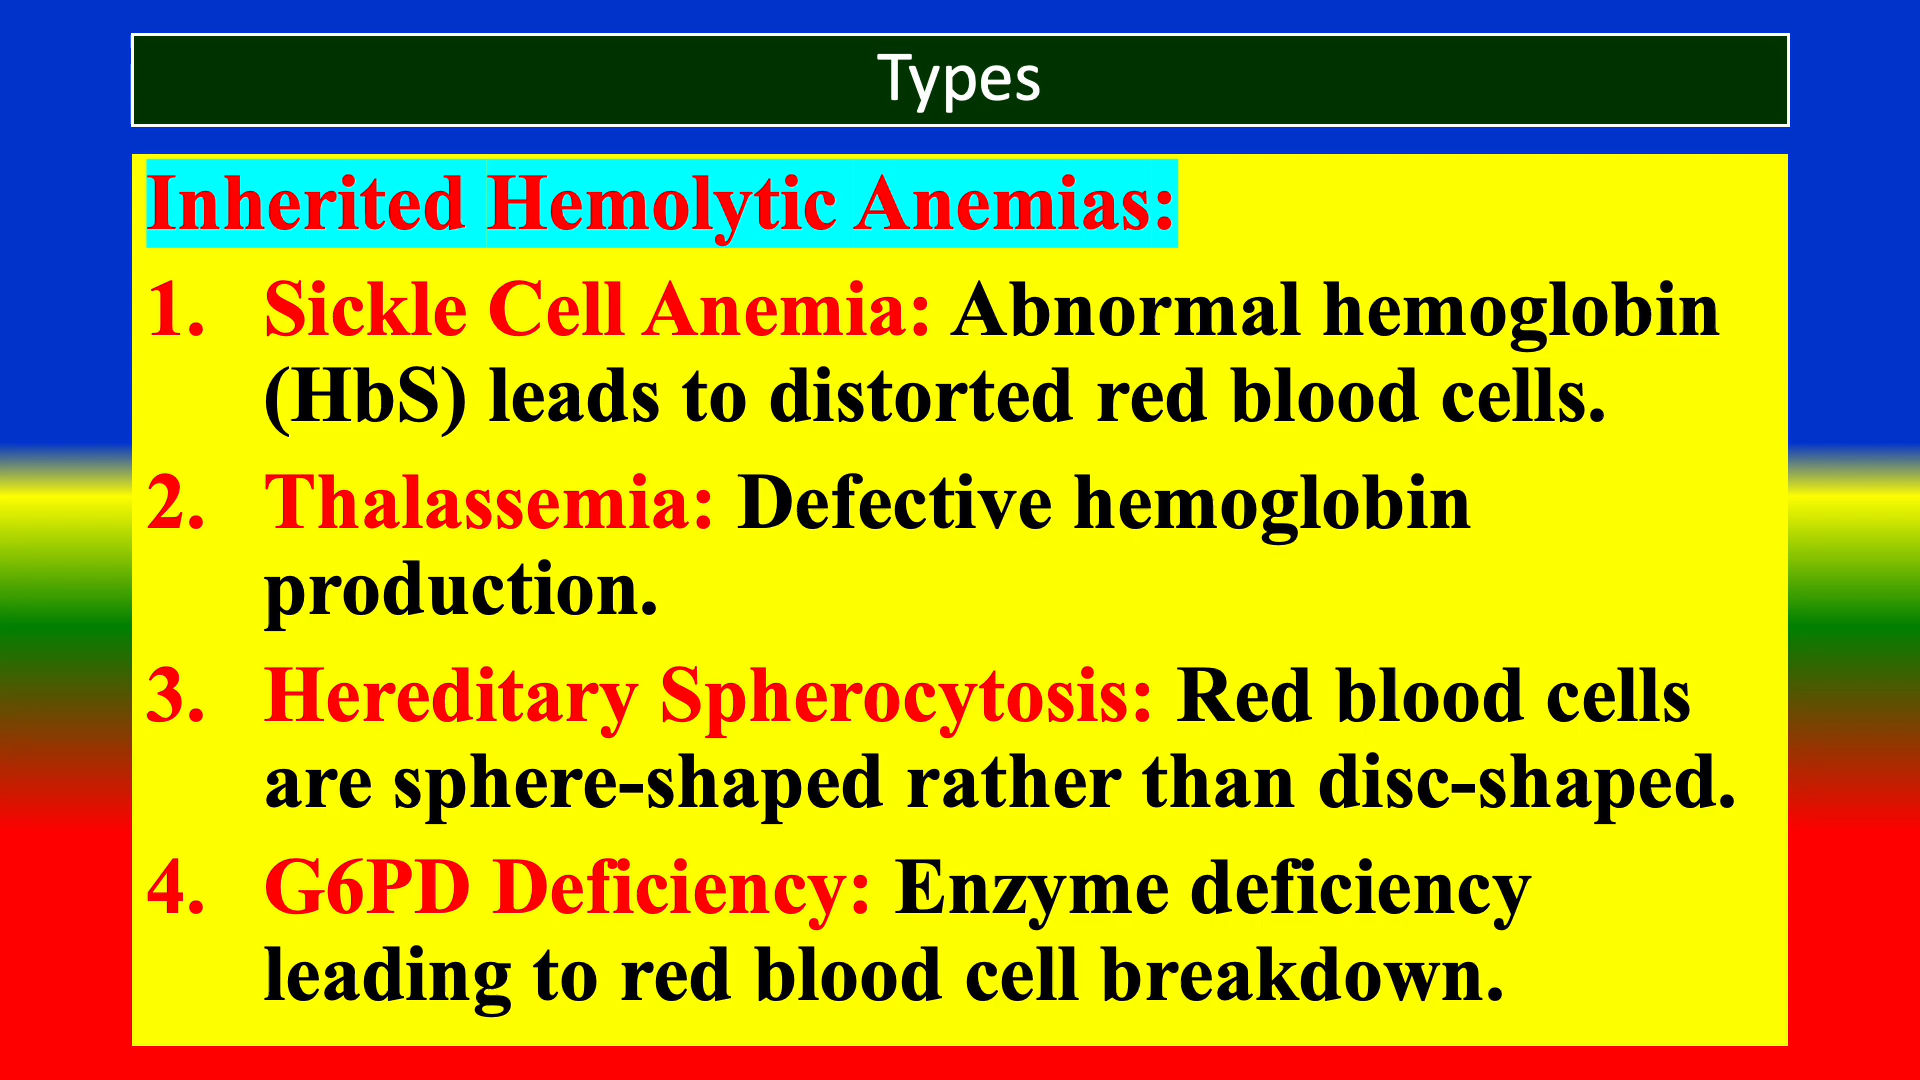 Types
Inherited Hemolytic Anemias:
1. Sickle Cell Anemia: Abnormal hemoglobin
(HbS) leads to distorted red blood cells.
2. Thalassemia: Defective hemoglobin
production.
3. Hereditary Spherocytosis: Red blood cells
are sphere-shaped rather than disc-shaped.
4. G6PD Deficiency: Enzyme deficiency
leading to red blood cell breakdown.